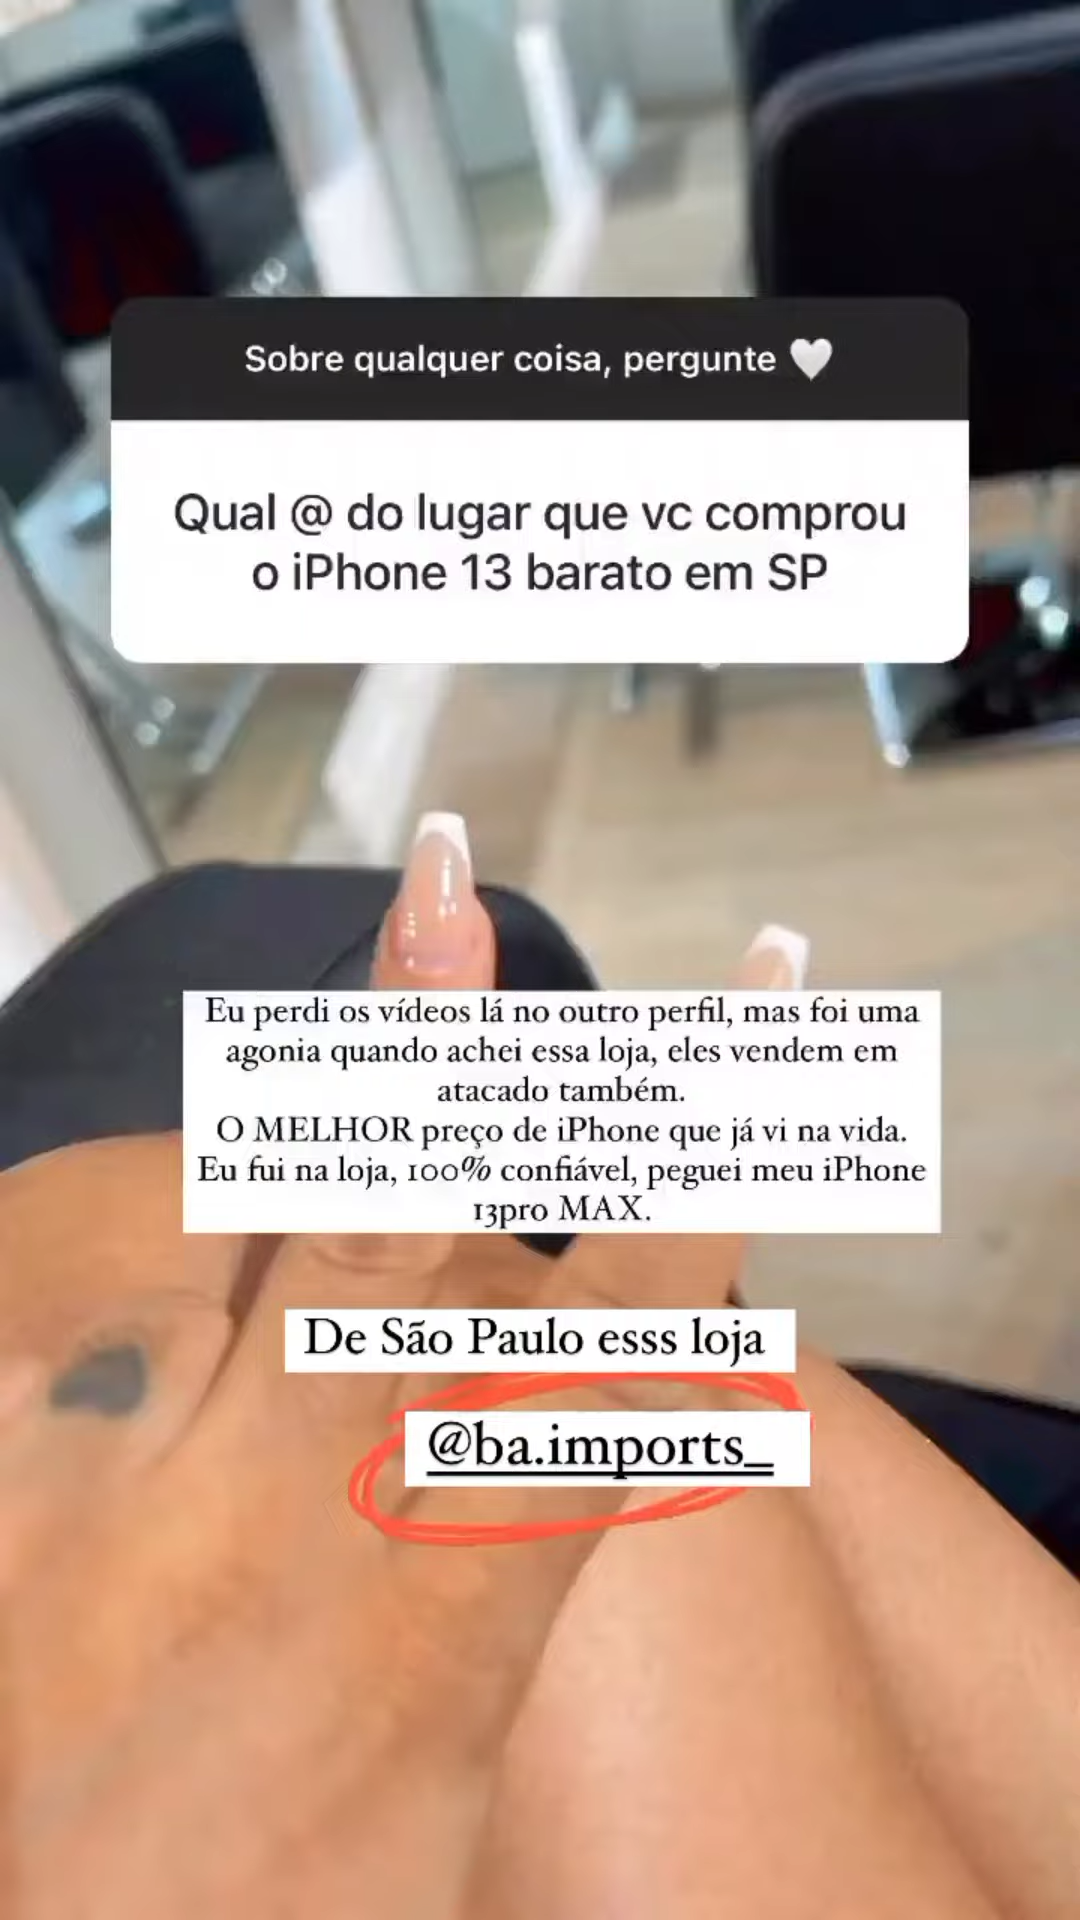 Sobre qualquer coisa, pergunte 🤍
Qual @ do lugar que vc comprou
o iPhone 13 barato em SP
Eu perdi os vídeos lá no outro perfil, mas foi uma
agonia quando achei essa loja, eles vendem em
atacado também.
O MELHOR preço de iPhone que já vi na vida.
Eu fui na loja, 100% confiável, peguei meu iPhone
13pro MAX.
De São Paulo esss loja
@ba.imports_